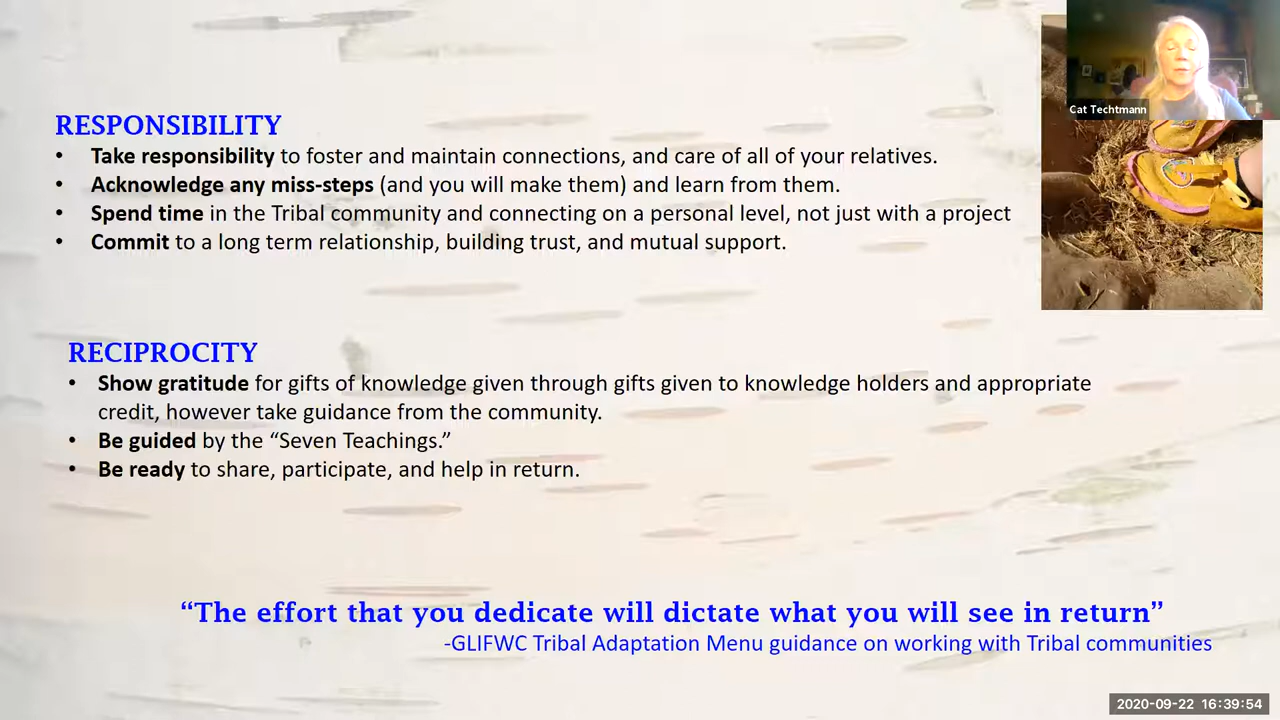 Cat Techtmann
RESPONSIBILITY
• Take responsibility to foster and maintain connections, and care of all of your relatives.
• Acknowledge any miss-steps (and you will make them) and learn from them.
• Spend time in the Tribal community and connecting on a personal level, not just with a project
• Commit to a long term relationship, building trust, and mutual support.
RECIPROCITY
• Show gratitude for gifts of knowledge given through gifts given to knowledge holders and appropriate
credit, however take guidance from the community.
• Be guided by the “Seven Teachings.”
• Be ready to share, participate, and help in return.
“The effort that you dedicate will dictate what you will see in return”
-GLIFWC Tribal Adaptation Menu guidance on working with Tribal communities
2020-09-22 16:39:54